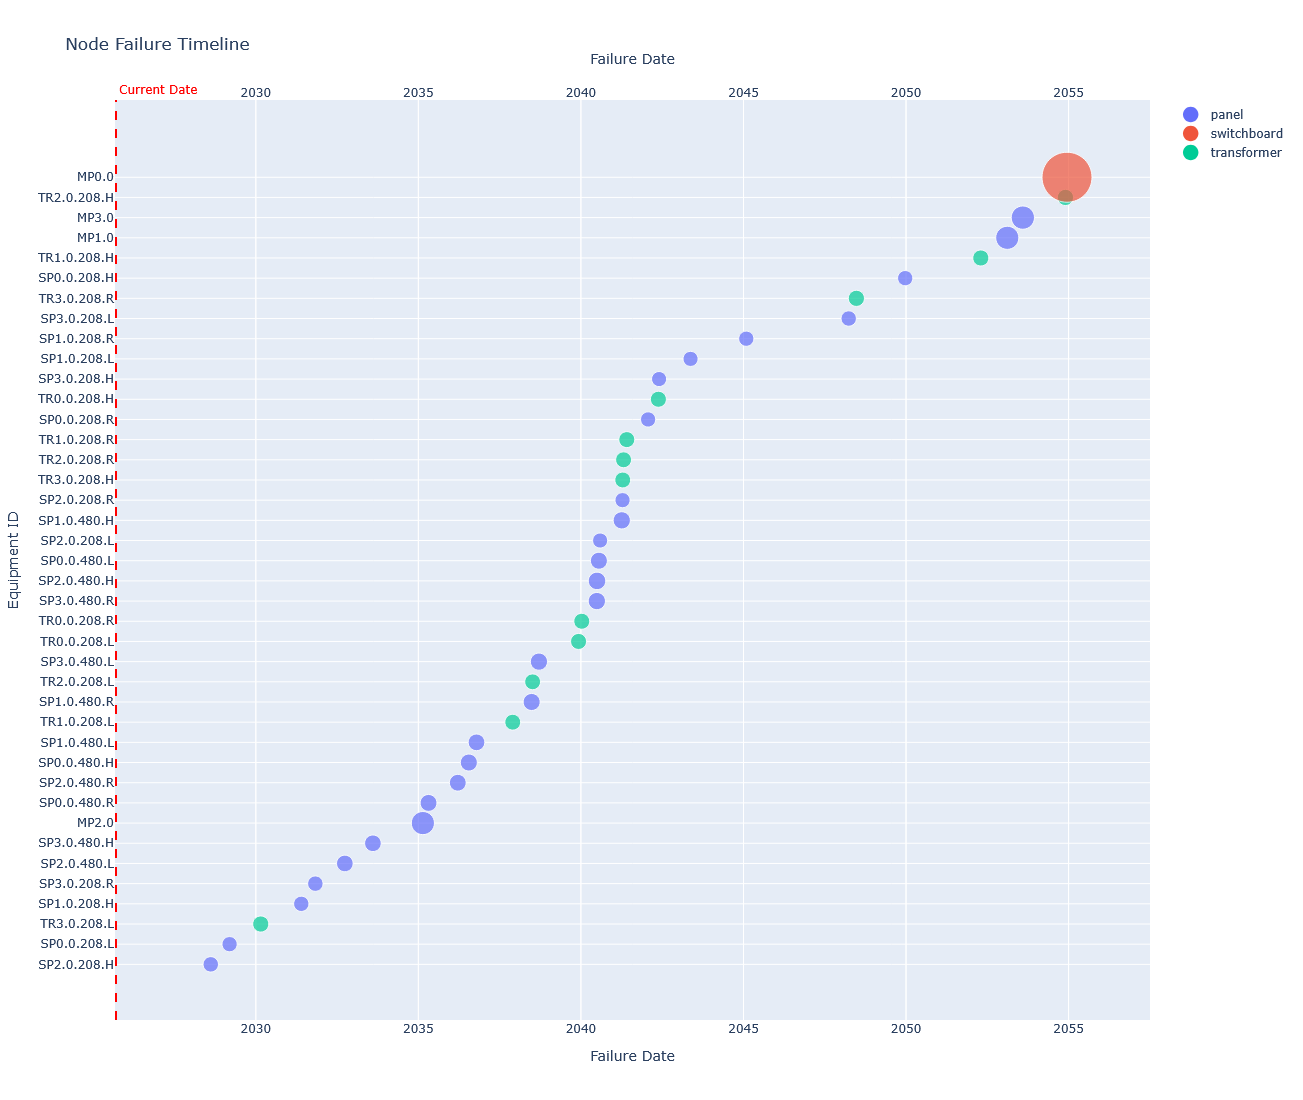 Node Failure Timeline
Failure Date
Current Date
2030 2035 2040 2045 2050 2055
panel
switchboard
transformer
MP0.0
TR2.0.208.H
MP3.0
MP1.0
TR1.0.208.H
SP0.0.208.H
TR3.0.208.R
SP3.0.208.L
SP1.0.208.R
SP1.0.208.L
SP3.0.208.H
TR0.0.208.H
SP0.0.208.R
TR1.0.208.R
TR2.0.208.R
TR3.0.208.H
SP2.0.208.R
SP1.0.480.H
SP2.0.208.L
SP0.0.480.L
SP2.0.480.H
SP3.0.480.R
TR0.0.208.R
TR0.0.208.L
SP3.0.480.L
TR2.0.208.L
SP1.0.480.R
TR1.0.208.L
SP1.0.480.L
SP0.0.480.H
SP2.0.480.R
SP0.0.480.R
MP2.0
SP3.0.480.H
SP2.0.480.L
SP3.0.208.R
SP1.0.208.H
TR3.0.208.L
SP0.0.208.L
SP2.0.208.H
Equipment ID
2030 2035 2040 2045 2050 2055
Failure Date